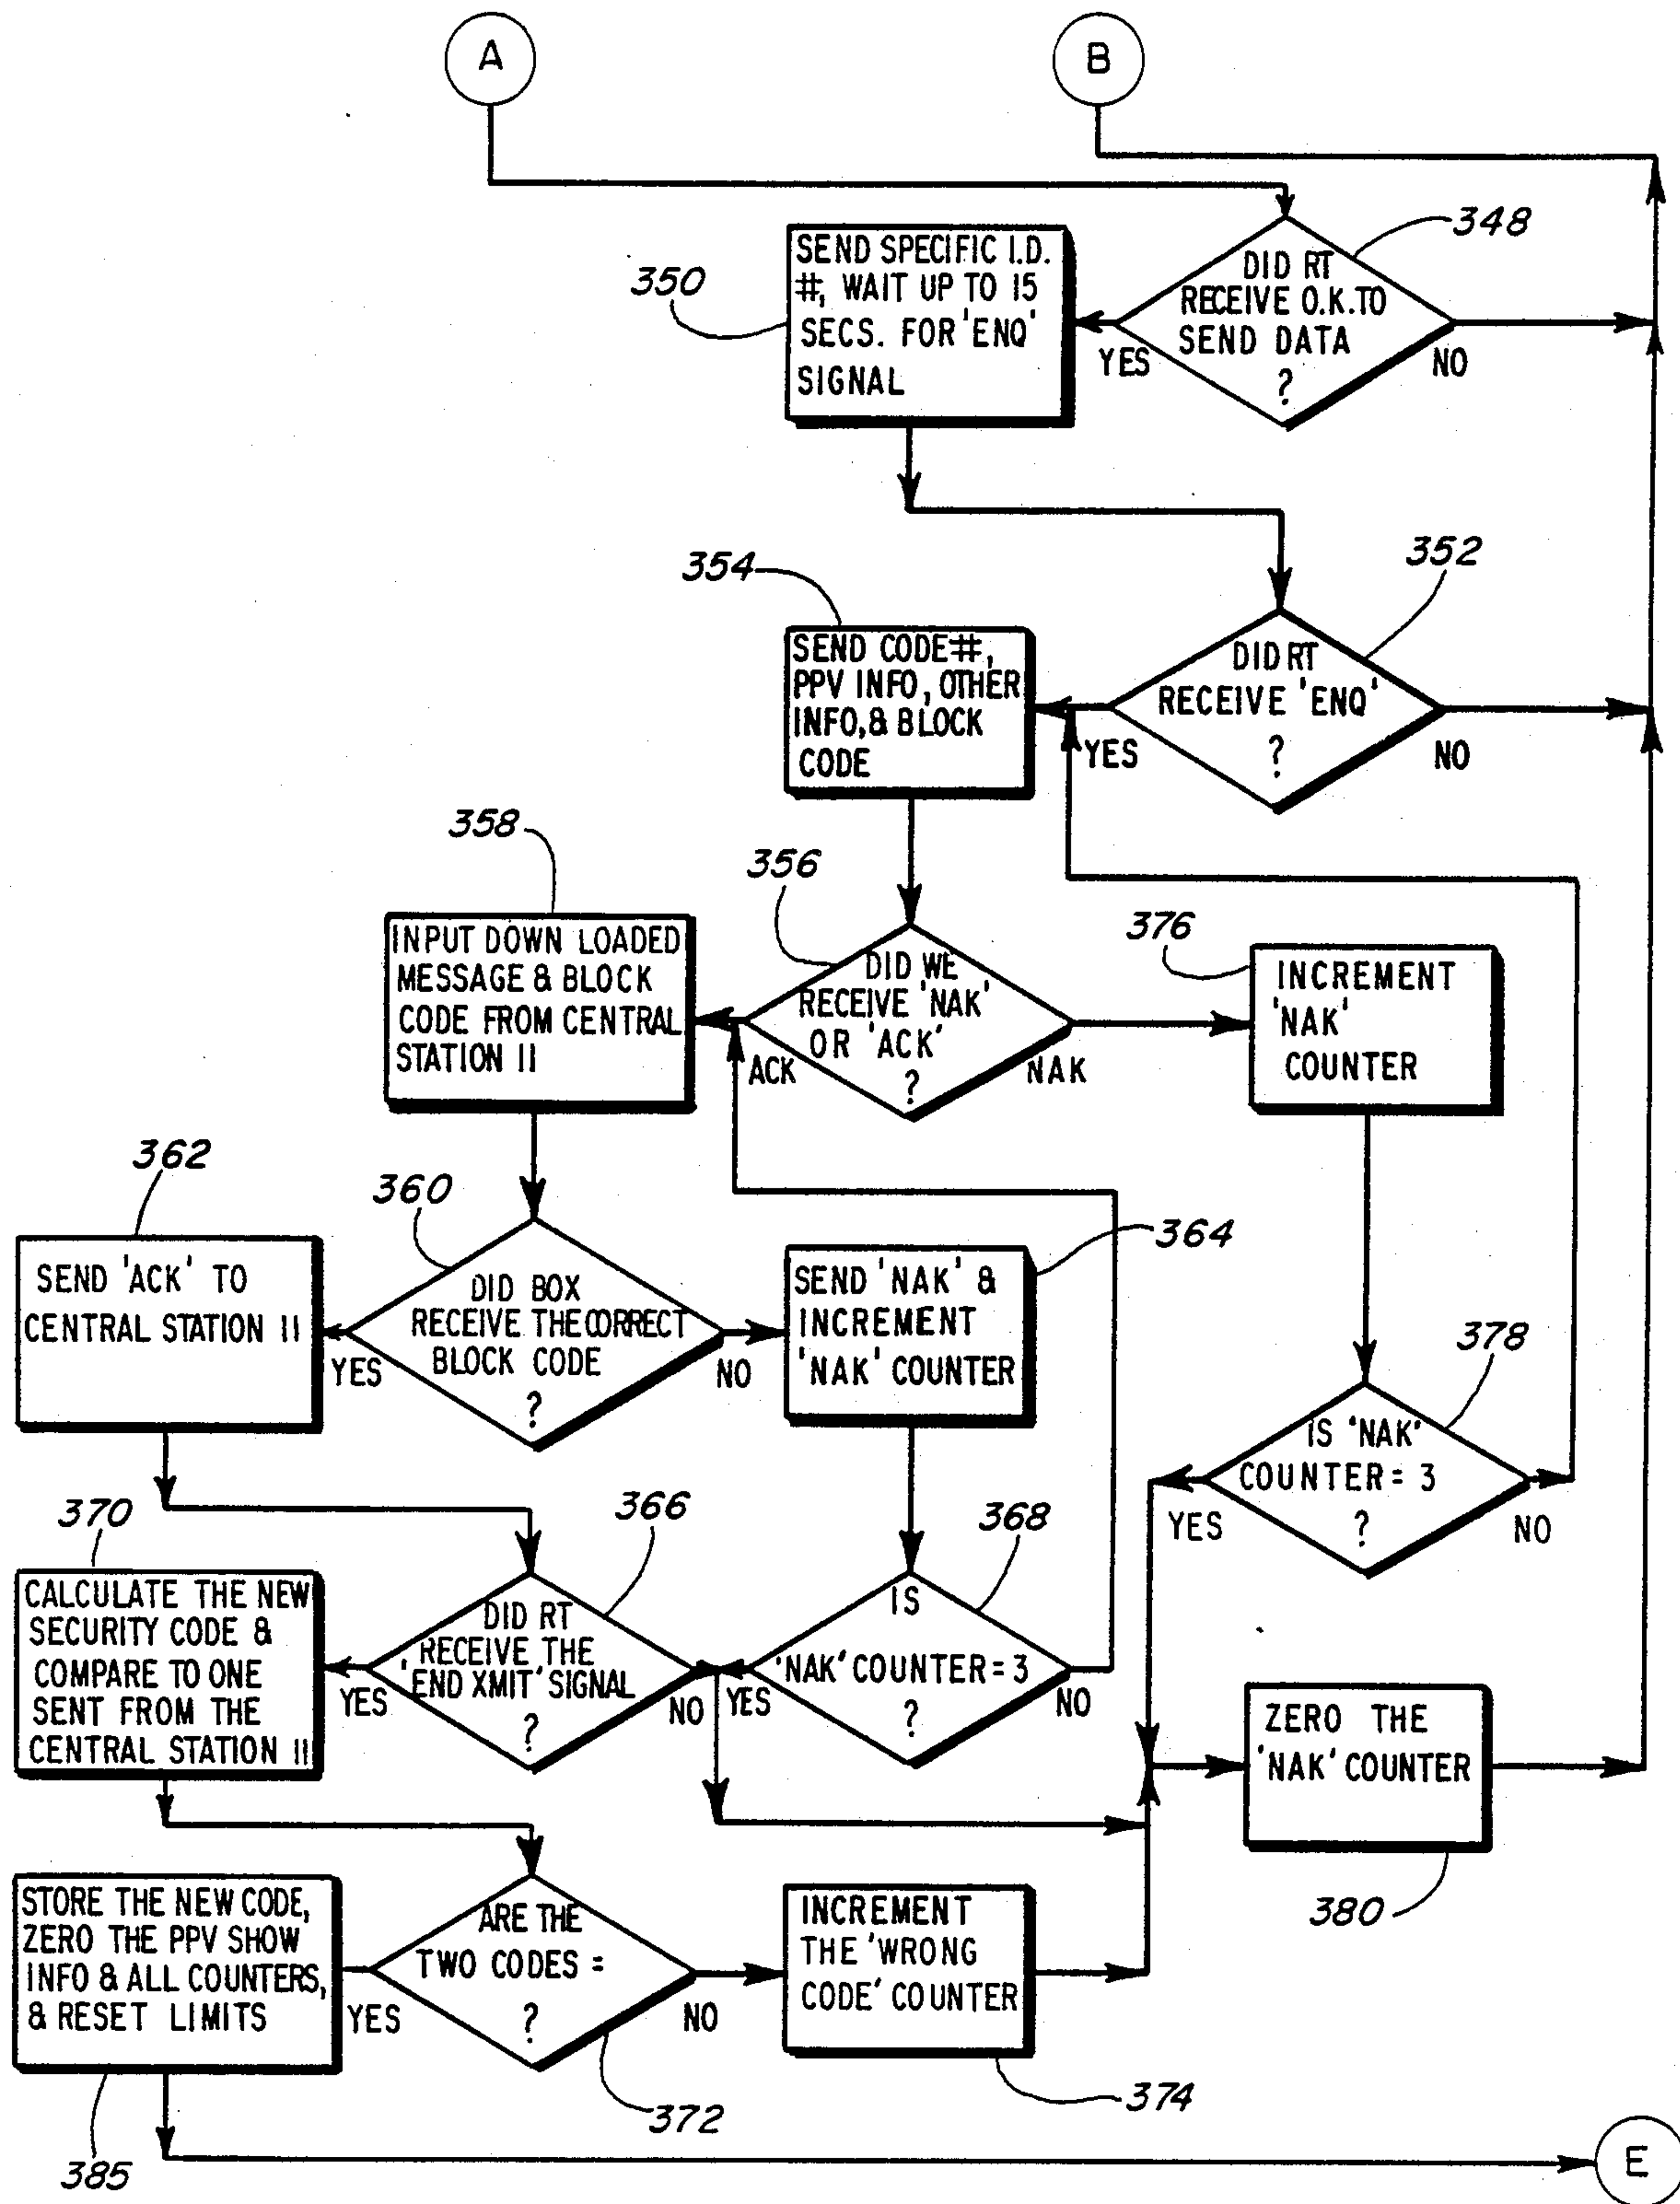 A
B
348
DID RT
RECEIVE O.K. TO
SEND DATA
?
YES
NO
350
SEND SPECIFIC I.D.
#, WAIT UP TO 15
SECS. FOR 'ENQ'
SIGNAL
352
DID RT
RECEIVE 'ENQ'
?
YES
NO
354
SEND CODE #,
PPV INFO, OTHER
INFO, & BLOCK
CODE
356
DID WE
RECEIVE 'NAK'
OR 'ACK'
?
ACK
NAK
358
INPUT DOWN LOADED
MESSAGE & BLOCK
CODE FROM CENTRAL
STATION 11
376
INCREMENT
'NAK'
COUNTER
362
SEND 'ACK' TO
CENTRAL STATION 11
360
DID BOX
RECEIVE THE CORRECT
BLOCK CODE
?
YES
NO
364
SEND 'NAK' &
INCREMENT
'NAK' COUNTER
378
IS 'NAK'
COUNTER = 3
?
YES
NO
370
CALCULATE THE NEW
SECURITY CODE &
COMPARE TO ONE
SENT FROM THE
CENTRAL STATION 11
366
DID RT
RECEIVE THE
'END XMIT' SIGNAL
?
YES
NO
368
IS
'NAK' COUNTER = 3
?
YES
NO
ZERO THE
'NAK' COUNTER
380
STORE THE NEW CODE,
ZERO THE PPV SHOW
INFO & ALL COUNTERS,
& RESET LIMITS
385
ARE THE
TWO CODES =
?
YES
NO
372
INCREMENT
THE 'WRONG
CODE' COUNTER
374
E